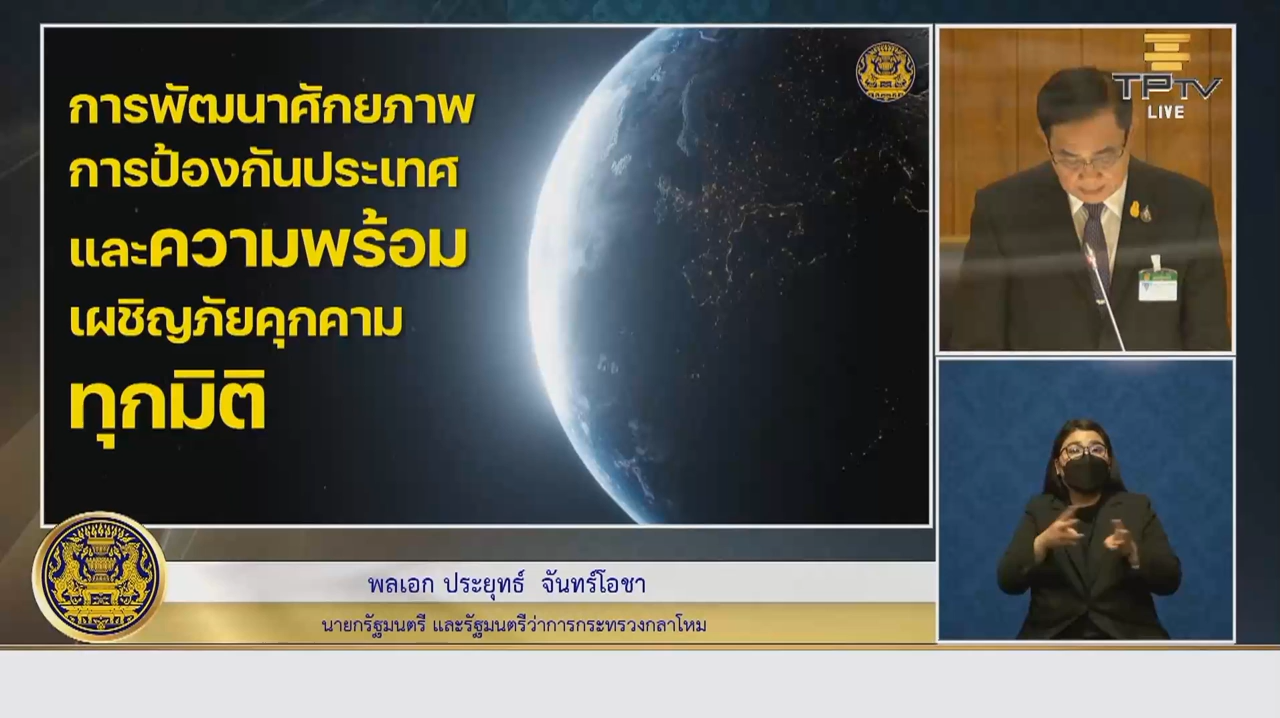 การพัฒนาศักยภาพ
การป้องกันประเทศ
และความพร้อม
เผชิญภัยคุกคาม
ทุกมิติ
TPTV
LIVE
พลเอก ประยุทธ์ จันทร์โอชา
นายกรัฐมนตรี และรัฐมนตรีว่าการกระทรวงกลาโหม